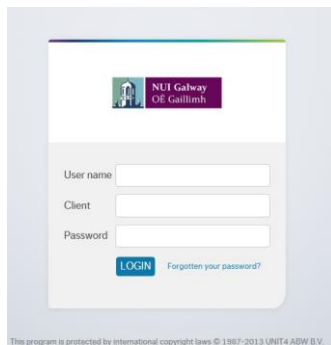 NUI Galway
OÉ Gaillimh
User name
Client
Password
LOGIN Forgotten your password?
This program is protected by international copyright laws © 1987-2013 UNIT4 ABW B.V.